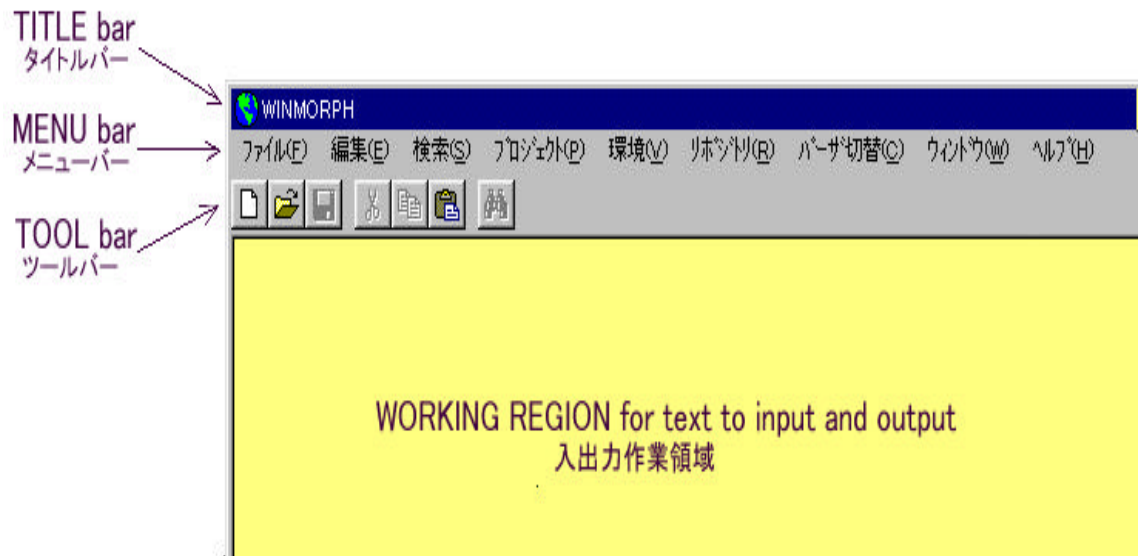 TITLE bar
タイトルバー
WINMORPH
MENU bar
メニューバー
ﾌｧｲﾙ(F) 編集(E) 検索(S) ﾌﾟﾛｼﾞｪｸﾄ(P) 環境(V) ﾘﾎﾟｼﾞﾄﾘ(R) ﾊﾟｰｻﾞ切替(C) ｳｨﾝﾄﾞｳ(W) ﾍﾙﾌﾟ(H)
TOOL bar
ツールバー
WORKING REGION for text to input and output
入出力作業領域